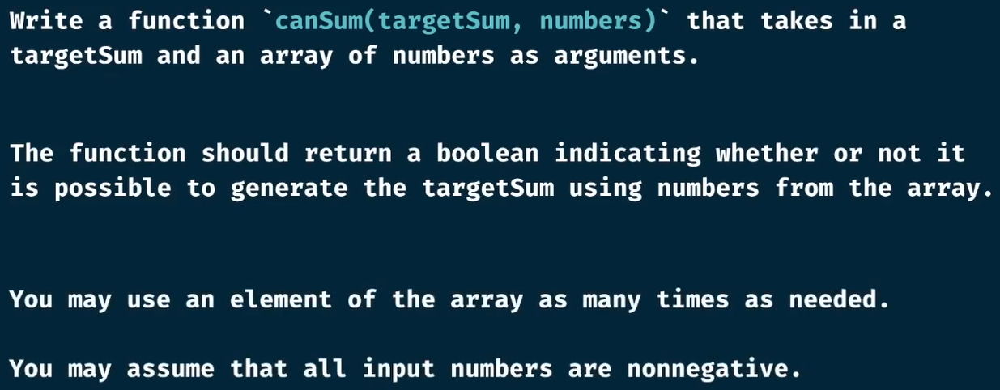 Write a function `canSum(targetSum, numbers)` that takes in a
targetSum and an array of numbers as arguments.
The function should return a boolean indicating whether or not it
is possible to generate the targetSum using numbers from the array.
You may use an element of the array as many times as needed.
You may assume that all input numbers are nonnegative.